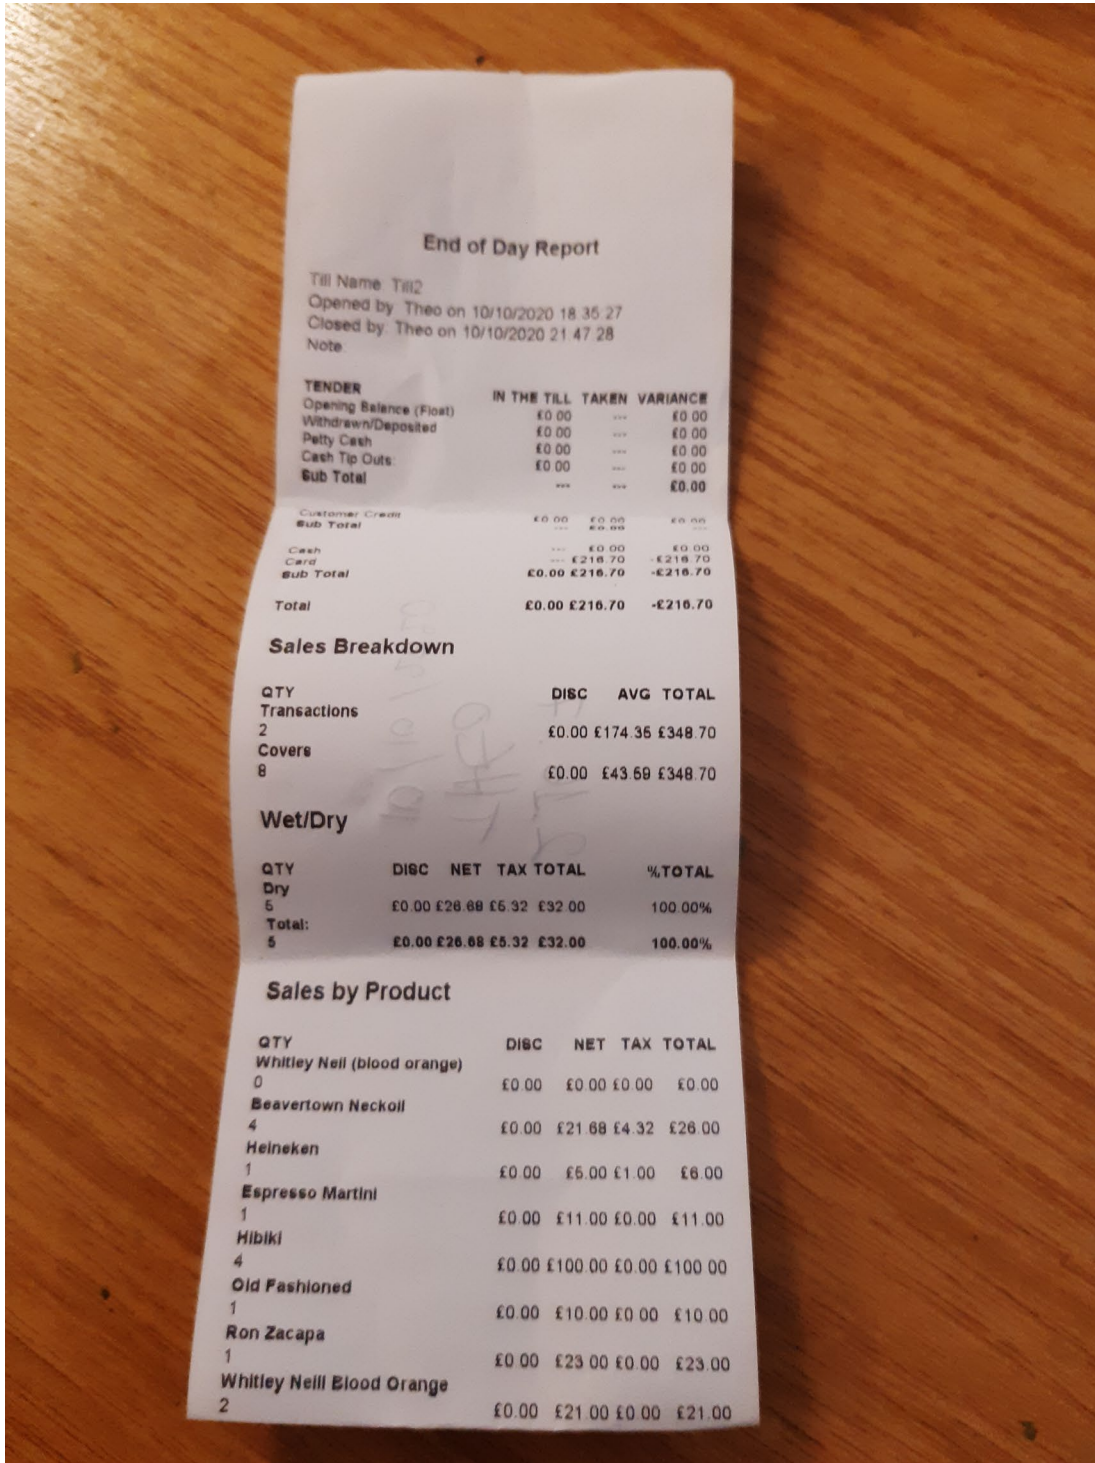 End of Day Report
Till Name: Till2
Opened by: Theo on 10/10/2020 18:35:27
Closed by: Theo on 10/10/2020 21:47:28
Note:
TENDER IN THE TILL TAKEN VARIANCE
Opening Balance (Float) £0.00 --- £0.00
Withdrawn/Deposited £0.00 --- £0.00
Petty Cash £0.00 --- £0.00
Cash Tip Outs: £0.00 --- £0.00
Sub Total --- --- £0.00
Customer Credit £0.00 £0.00 £0.00
Sub Total --- £0.00 ---
Cash --- £0.00 £0.00
Card --- £216.70 -£216.70
Sub Total £0.00 £216.70 -£216.70
Total £0.00 £216.70 -£216.70
Sales Breakdown
QTY DISC AVG TOTAL
Transactions
2 £0.00 £174.35 £348.70
Covers
8 £0.00 £43.59 £348.70
Wet/Dry
QTY DISC NET TAX TOTAL %TOTAL
Dry
5 £0.00 £26.68 £5.32 £32.00 100.00%
Total:
5 £0.00 £26.68 £5.32 £32.00 100.00%
Sales by Product
QTY DISC NET TAX TOTAL
Whitley Neil (blood orange)
0 £0.00 £0.00 £0.00 £0.00
Beavertown Neckoil
4 £0.00 £21.68 £4.32 £26.00
Heineken
1 £0.00 £5.00 £1.00 £6.00
Espresso Martini
1 £0.00 £11.00 £0.00 £11.00
Hibiki
4 £0.00 £100.00 £0.00 £100.00
Old Fashioned
1 £0.00 £10.00 £0.00 £10.00
Ron Zacapa
1 £0.00 £23.00 £0.00 £23.00
Whitley Neill Blood Orange
2 £0.00 £21.00 £0.00 £21.00